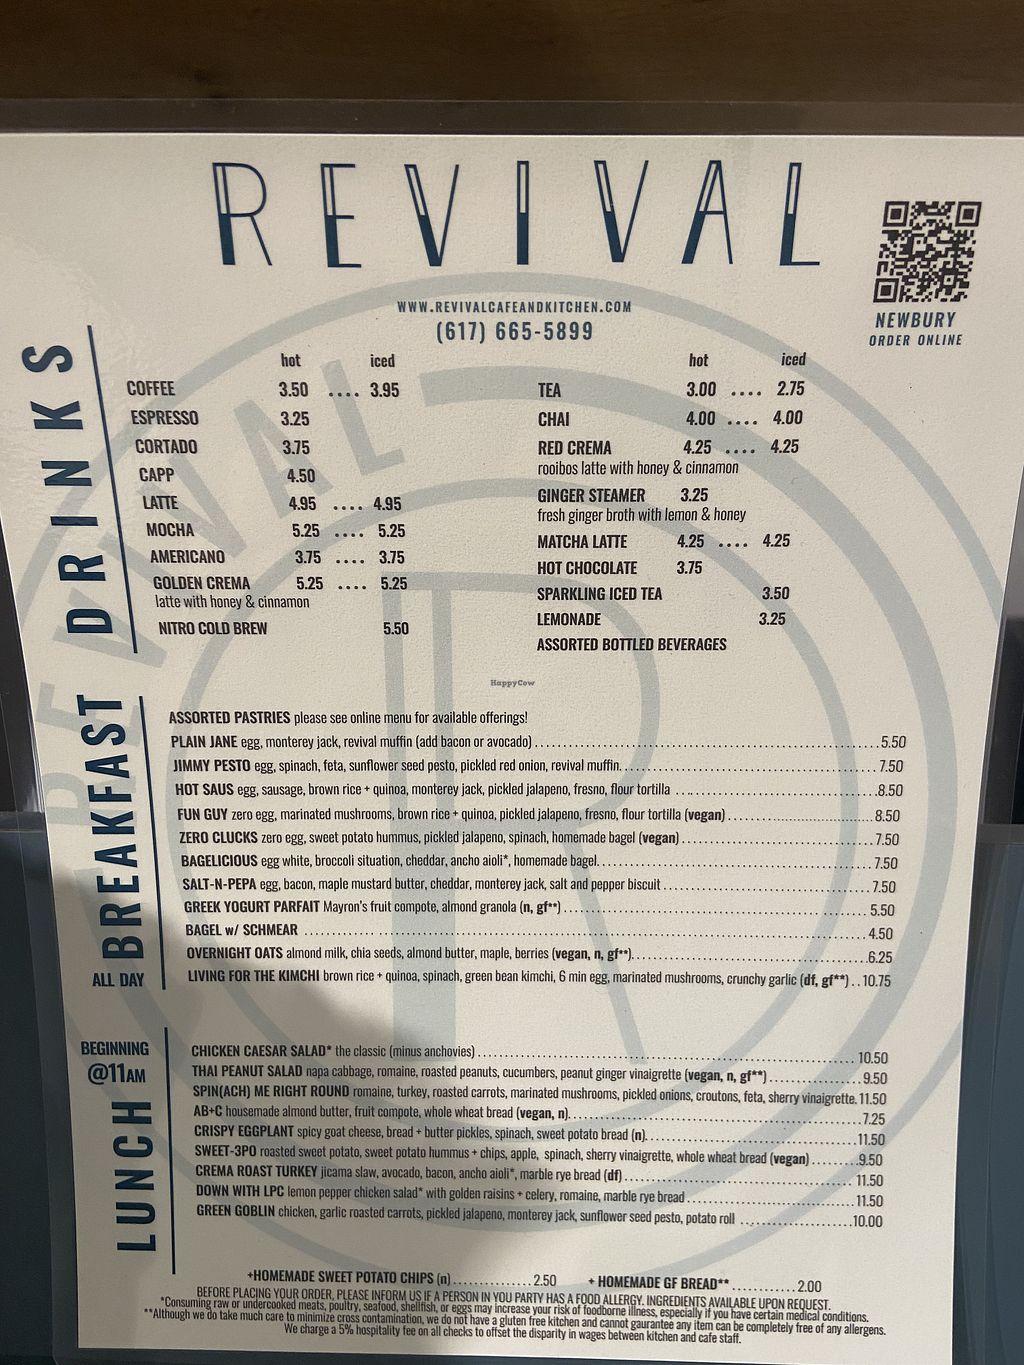 REVIVAL
WWW.REVIVALCAFEANDKITCHEN.COM
(617) 665-5899
NEWBURY
ORDER ONLINE
DRINKS
hot iced
COFFEE 3.50 .... 3.95
ESPRESSO 3.25
CORTADO 3.75
CAPP 4.50
LATTE 4.95 .... 4.95
MOCHA 5.25 .... 5.25
AMERICANO 3.75 .... 3.75
GOLDEN CREMA 5.25 .... 5.25
latte with honey & cinnamon
NITRO COLD BREW 5.50
hot iced
TEA 3.00 .... 2.75
CHAI 4.00 .... 4.00
RED CREMA 4.25 .... 4.25
rooibos latte with honey & cinnamon
GINGER STEAMER 3.25
fresh ginger broth with lemon & honey
MATCHA LATTE 4.25 .... 4.25
HOT CHOCOLATE 3.75
SPARKLING ICED TEA 3.50
LEMONADE 3.25
ASSORTED BOTTLED BEVERAGES
HappyCow
BREAKFAST
ALL DAY
ASSORTED PASTRIES please see online menu for available offerings!
PLAIN JANE egg, monterey jack, revival muffin (add bacon or avocado) ... 5.50
JIMMY PESTO egg, spinach, feta, sunflower seed pesto, pickled red onion, revival muffin. ... 7.50
HOT SAUS egg, sausage, brown rice + quinoa, monterey jack, pickled jalapeno, fresno, flour tortilla ... 8.50
FUN GUY zero egg, marinated mushrooms, brown rice + quinoa, pickled jalapeno, fresno, flour tortilla (vegan) ... 8.50
ZERO CLUCKS zero egg, sweet potato hummus, pickled jalapeno, spinach, homemade bagel (vegan) ... 7.50
BAGELICIOUS egg white, broccoli situation, cheddar, ancho aioli*, homemade bagel. ... 7.50
SALT-N-PEPA egg, bacon, maple mustard butter, cheddar, monterey jack, salt and pepper biscuit ... 7.50
GREEK YOGURT PARFAIT Mayron's fruit compote, almond granola (n, gf**) ... 5.50
BAGEL w/ SCHMEAR ... 4.50
OVERNIGHT OATS almond milk, chia seeds, almond butter, maple, berries (vegan, n, gf**). ... 6.25
LIVING FOR THE KIMCHI brown rice + quinoa, spinach, green bean kimchi, 6 min egg, marinated mushrooms, crunchy garlic (df, gf**) .. 10.75
BEGINNING
@11AM
LUNCH
CHICKEN CAESAR SALAD* the classic (minus anchovies) ... 10.50
THAI PEANUT SALAD napa cabbage, romaine, roasted peanuts, cucumbers, peanut ginger vinaigrette (vegan, n, gf**) ... 9.50
SPIN(ACH) ME RIGHT ROUND romaine, turkey, roasted carrots, marinated mushrooms, pickled onions, croutons, feta, sherry vinaigrette. 11.50
AB+C housemade almond butter, fruit compote, whole wheat bread (vegan, n). ... 7.25
CRISPY EGGPLANT spicy goat cheese, bread + butter pickles, spinach, sweet potato bread (n). ... 11.50
SWEET-3PO roasted sweet potato, sweet potato hummus + chips, apple, spinach, sherry vinaigrette, whole wheat bread (vegan) ... 9.50
CREMA ROAST TURKEY jicama slaw, avocado, bacon, ancho aioli*, marble rye bread (df) ... 11.50
DOWN WITH LPC lemon pepper chicken salad* with golden raisins + celery, romaine, marble rye bread ... 11.50
GREEN GOBLIN chicken, garlic roasted carrots, pickled jalapeno, monterey jack, sunflower seed pesto, potato roll ... 10.00
+HOMEMADE SWEET POTATO CHIPS (n) ... 2.50 + HOMEMADE GF BREAD** ... 2.00
BEFORE PLACING YOUR ORDER, PLEASE INFORM US IF A PERSON IN YOU PARTY HAS A FOOD ALLERGY. INGREDIENTS AVAILABLE UPON REQUEST.
*Consuming raw or undercooked meats, poultry, seafood, shellfish, or eggs may increase your risk of foodborne illness, especially if you have certain medical conditions.
**Although we do take much care to minimize cross contamination, we do not have a gluten free kitchen and cannot gaurantee any item can be completely free of any allergens.
We charge a 5% hospitality fee on all checks to offset the disparity in wages between kitchen and cafe staff.